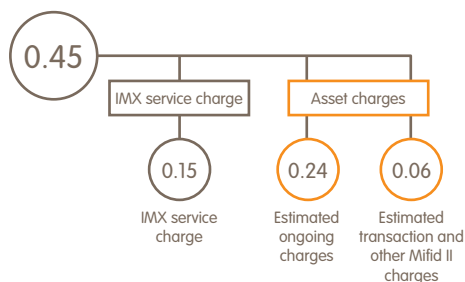 0.45
IMX service charge
Asset charges
0.15
0.24
0.06
IMX service
charge
Estimated
ongoing
charges
Estimated
transaction and
other Mifid II
charges